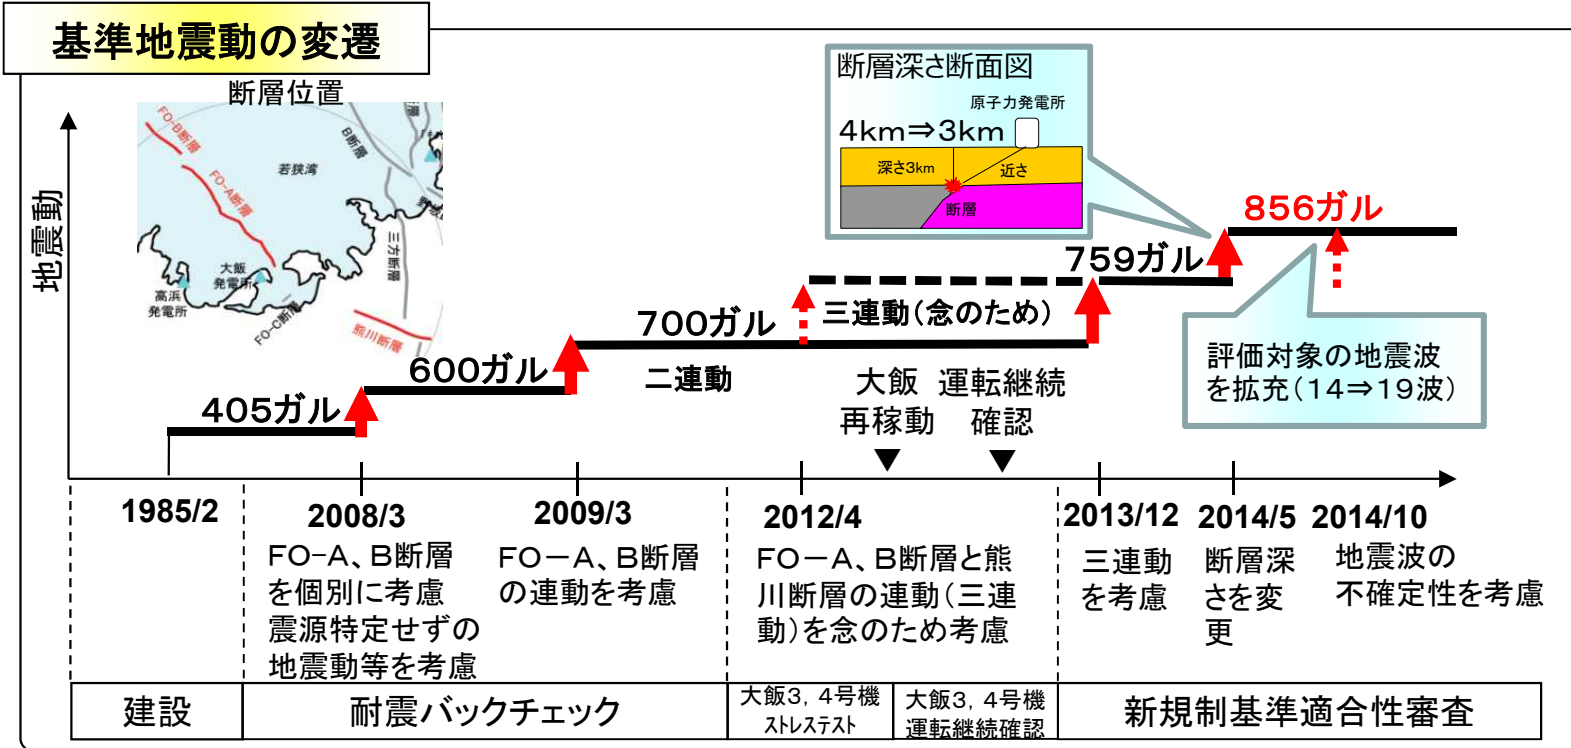 基準地震動の変遷
断層位置
FO-B断層
FO-A断層
若狭湾
B断層
断層
三方断層
大飯
発電所
高浜
発電所
FO-C断層
熊川断層
地震動
断層深さ断面図
原子力発電所
4km⇒3km
深さ3km
近さ
断層
405ガル
600ガル
700ガル
二連動
三連動(念のため)
759ガル
856ガル
評価対象の地震波
を拡充(14⇒19波)
大飯
再稼動
運転継続
確認
1985/2
2008/3
FO-A、B断層
を個別に考慮
震源特定せずの
地震動等を考慮
2009/3
FO－A、B断層
の連動を考慮
2012/4
FO－A、B断層と熊
川断層の連動(三連
動)を念のため考慮
2013/12
三連動
を考慮
2014/5
断層深
さを変
更
2014/10
地震波の
不確定性を考慮
建設
耐震バックチェック
大飯3, 4号機
ストレステスト
大飯3, 4号機
運転継続確認
新規制基準適合性審査